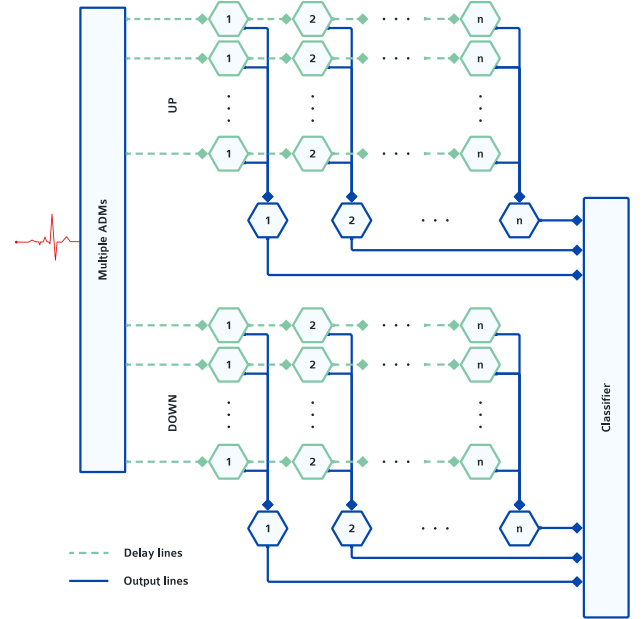 1 2 · · · n
1 2 · · · n
UP
1 2 · · · n
Multiple ADMs
1 2 · · · n
1 2 · · · n
1 2 · · · n
DOWN
Classifier
1 2 · · · n
1 2 · · · n
Delay lines
Output lines